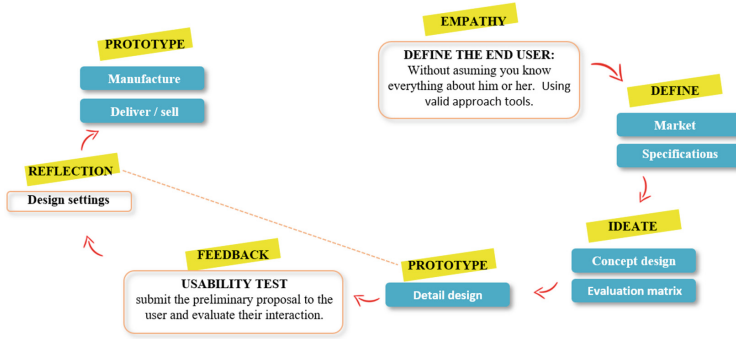 EMPATHY
DEFINE THE END USER:
Without asuming you know
everything about him or her. Using
valid approach tools.
DEFINE
Market
Specifications
IDEATE
Concept design
Evaluation matrix
PROTOTYPE
Detail design
FEEDBACK
USABILITY TEST
submit the preliminary proposal to the
user and evaluate their interaction.
REFLECTION
Design settings
PROTOTYPE
Manufacture
Deliver / sell